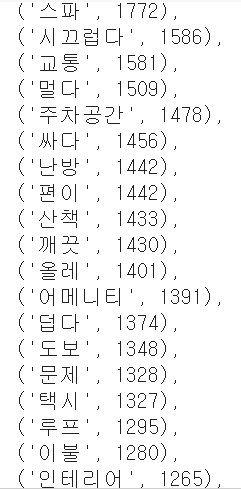 ('스파', 1772),
('시끄럽다', 1586),
('교통', 1581),
('멀다', 1509),
('주차공간', 1478),
('싸다', 1456),
('난방', 1442),
('편이', 1442),
('산책', 1433),
('깨끗', 1430),
('올레', 1401),
('어메니티', 1391),
('덥다', 1374),
('도보', 1348),
('문제', 1328),
('택시', 1327),
('루프', 1295),
('이불', 1280),
('인테리어', 1265),